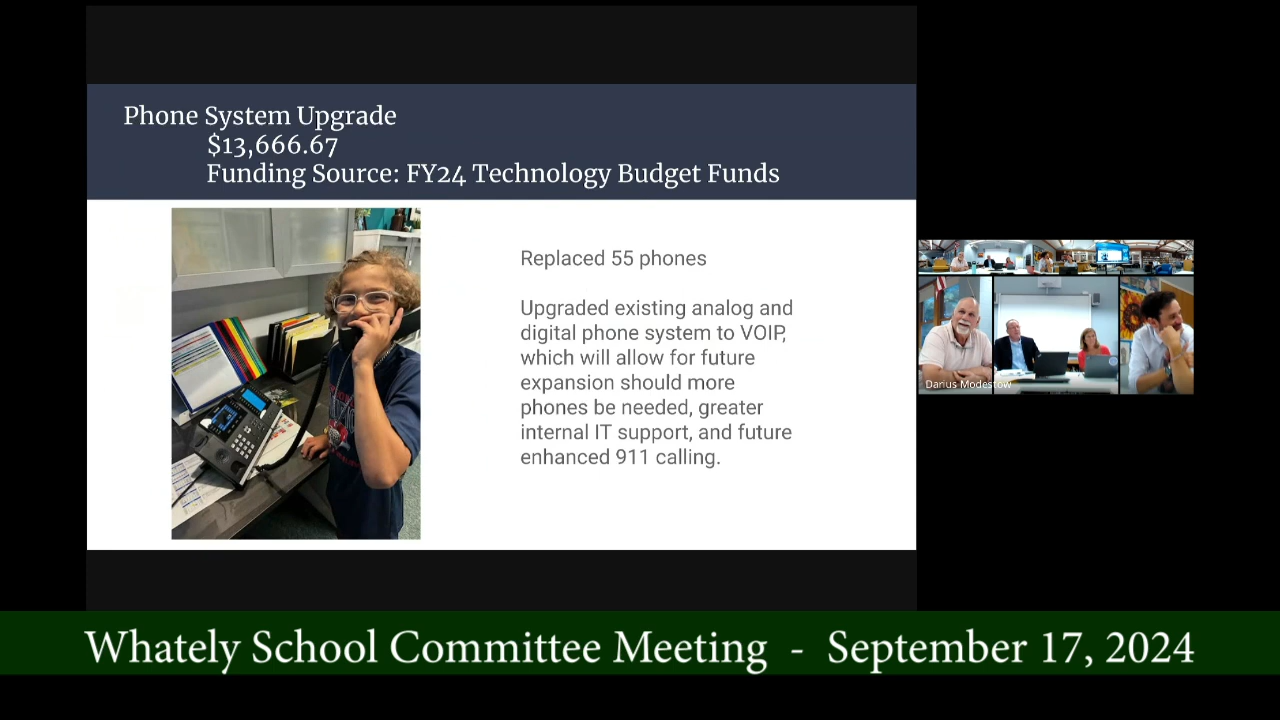 Phone System Upgrade
$13,666.67
Funding Source: FY24 Technology Budget Funds
Replaced 55 phones
Upgraded existing analog and
digital phone system to VOIP,
which will allow for future
expansion should more
phones be needed, greater
internal IT support, and future
enhanced 911 calling.
Darius Modestow
Whately School Committee Meeting - September 17, 2024